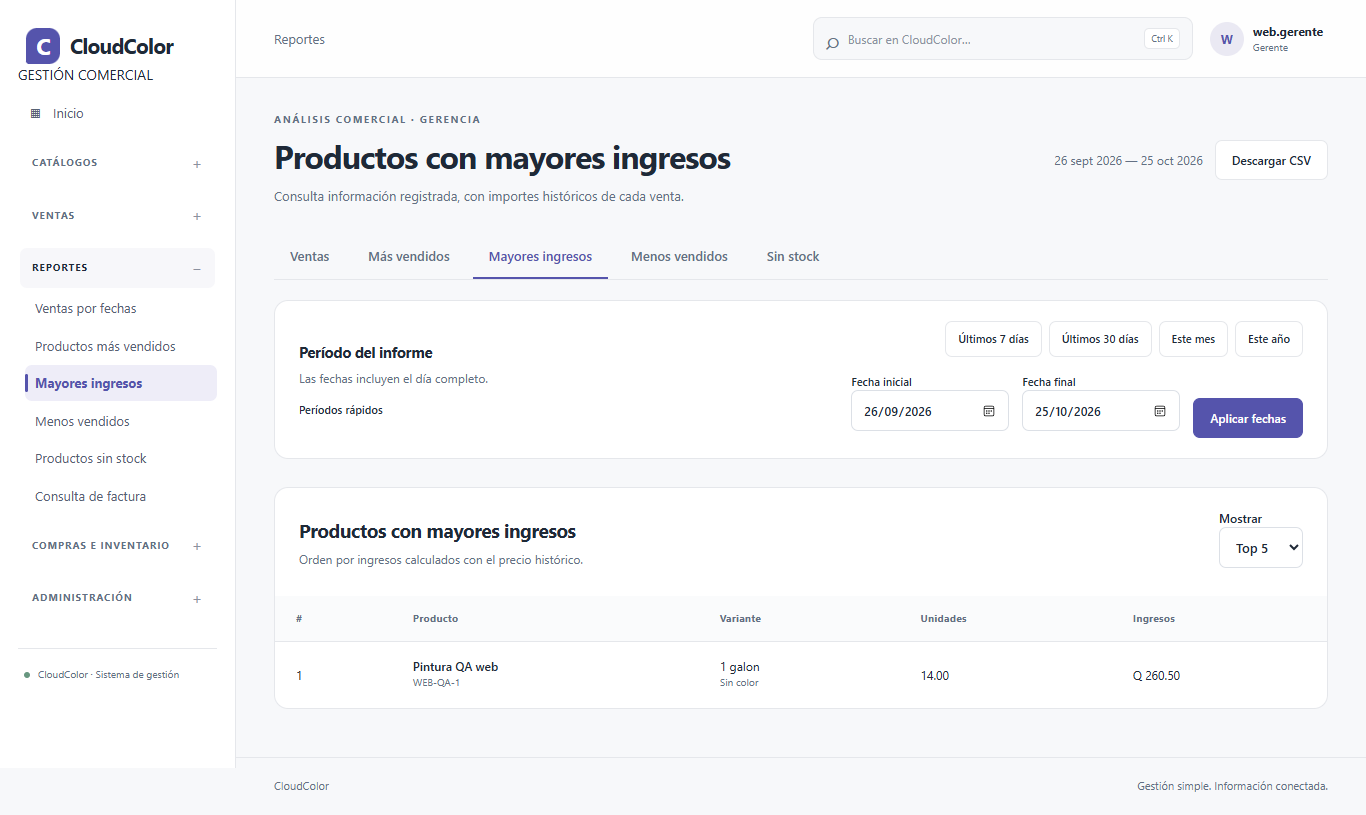 C CloudColor
GESTIÓN COMERCIAL
Inicio
CATÁLOGOS +
VENTAS +
REPORTES –
Ventas por fechas
Productos más vendidos
Mayores ingresos
Menos vendidos
Productos sin stock
Consulta de factura
COMPRAS E INVENTARIO +
ADMINISTRACIÓN +
CloudColor · Sistema de gestión
Reportes
Buscar en CloudColor... Ctrl K
W web.gerente
Gerente
ANÁLISIS COMERCIAL · GERENCIA
Productos con mayores ingresos
26 sept 2026 — 25 oct 2026 Descargar CSV
Consulta información registrada, con importes históricos de cada venta.
Ventas Más vendidos Mayores ingresos Menos vendidos Sin stock
Período del informe
Las fechas incluyen el día completo.
Períodos rápidos
Últimos 7 días Últimos 30 días Este mes Este año
Fecha inicial Fecha final
26/09/2026 25/10/2026 Aplicar fechas
Productos con mayores ingresos
Orden por ingresos calculados con el precio histórico.
Mostrar
Top 5
# Producto Variante Unidades Ingresos
1 Pintura QA web 1 galon 14.00 Q 260.50
WEB-QA-1 Sin color
CloudColor Gestión simple. Información conectada.